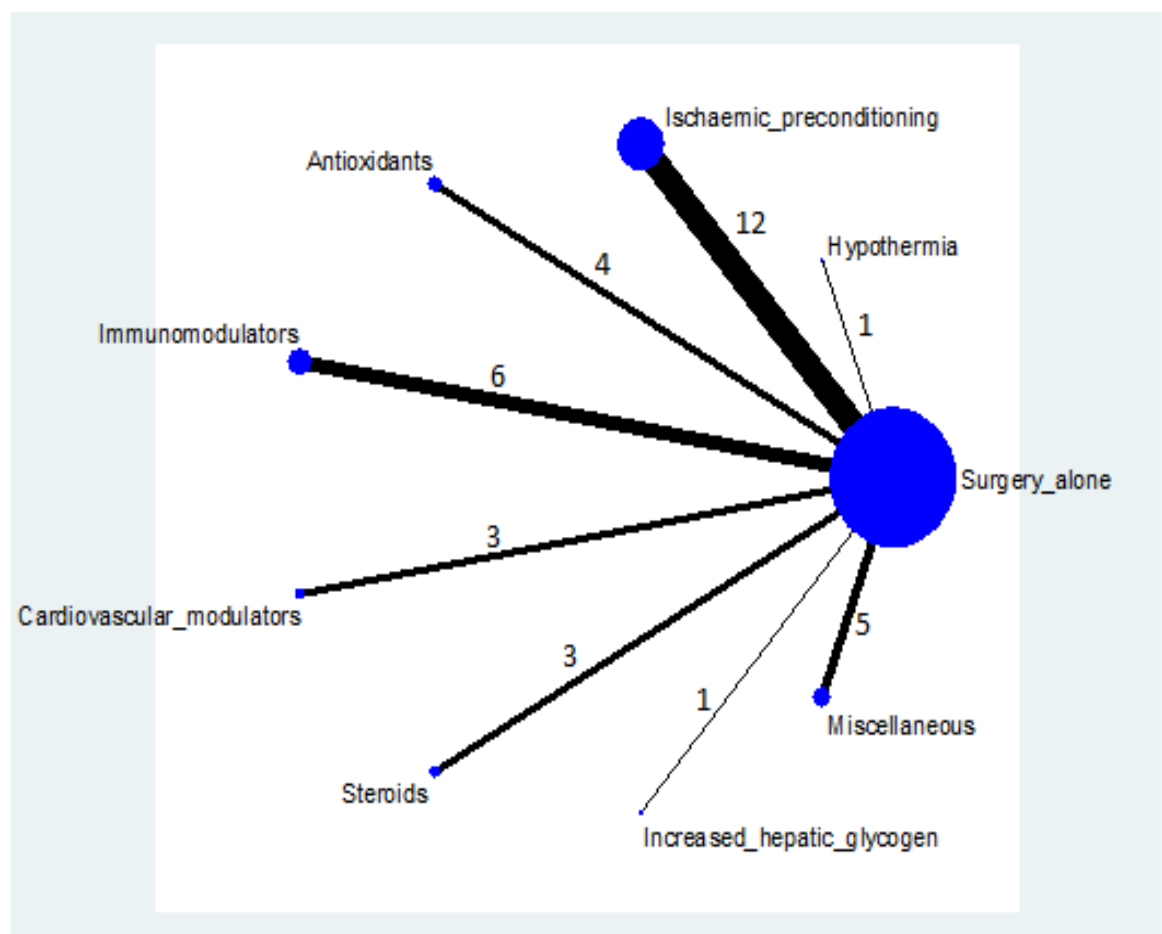 Ischaemic_preconditioning
Antioxidants
12
Hypothermia
4
1
Immunomodulators
6
Surgery_alone
3
Cardiovascular_modulators
5
3
1
Miscellaneous
Steroids
Increased_hepatic_glycogen